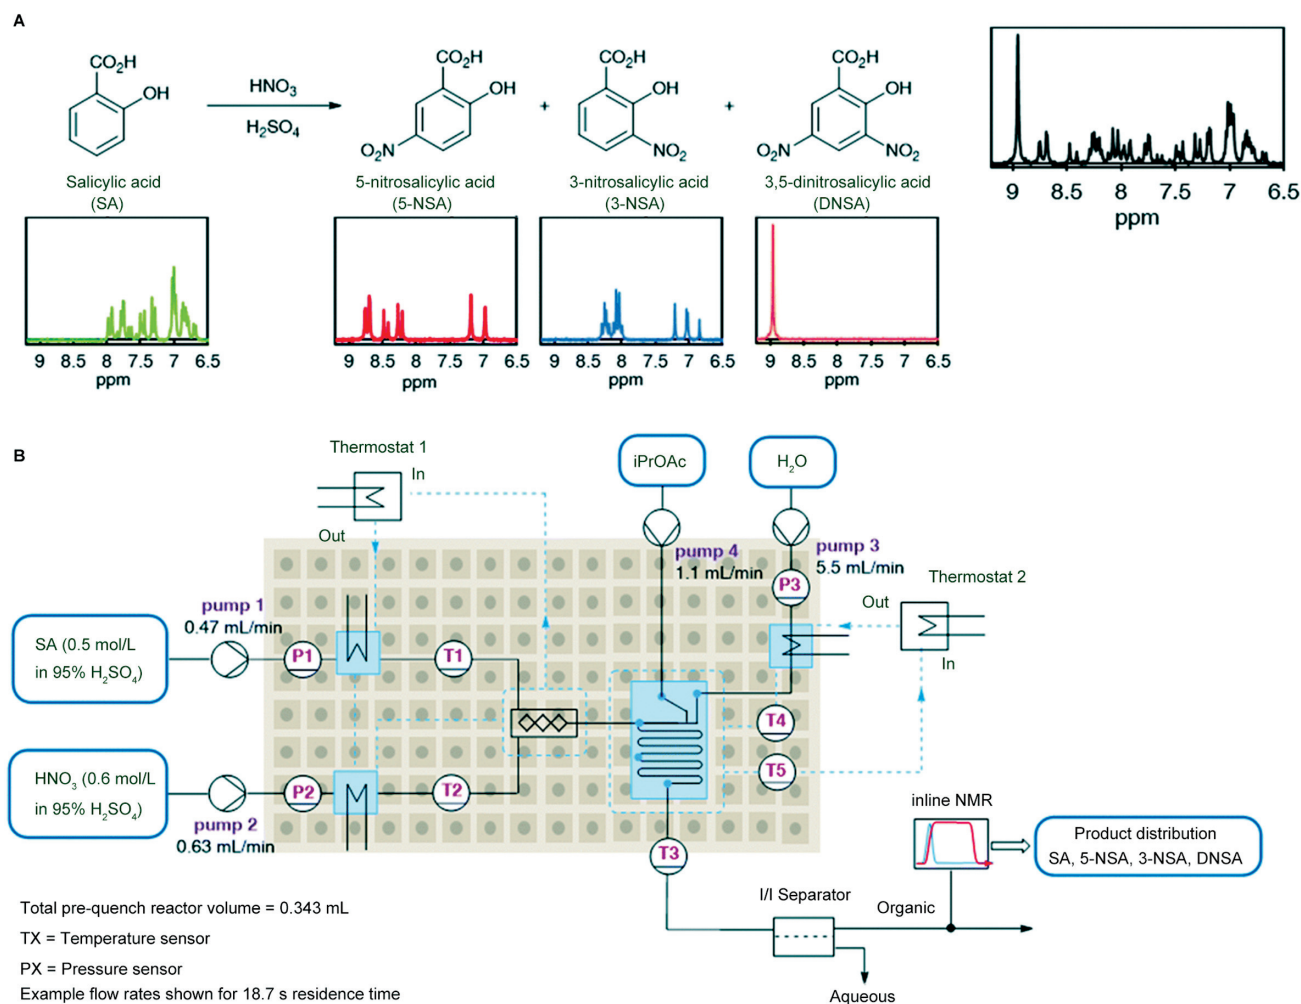 A
CO₂H
OH
HNO₃
H₂SO₄
CO₂H
OH
O₂N
+
CO₂H
OH
NO₂
+
CO₂H
OH
O₂N
NO₂
Salicylic acid
(SA)
5-nitrosalicylic acid
(5-NSA)
3-nitrosalicylic acid
(3-NSA)
3,5-dinitrosalicylic acid
(DNSA)
9 8.5 8 7.5 7 6.5
ppm
9 8.5 8 7.5 7 6.5
ppm
9 8.5 8 7.5 7 6.5
ppm
9 8.5 8 7.5 7 6.5
ppm
9 8.5 8 7.5 7 6.5
ppm
B
Thermostat 1
In
Out
iPrOAc
H₂O
pump 4
1.1 mL/min
pump 3
5.5 mL/min
P3
Thermostat 2
Out
In
pump 1
0.47 mL/min
SA (0.5 mol/L
in 95% H₂SO₄)
P1
T1
T4
T5
HNO₃ (0.6 mol/L
in 95% H₂SO₄)
P2
T2
pump 2
0.63 mL/min
T3
inline NMR
Product distribution
SA, 5-NSA, 3-NSA, DNSA
I/I Separator
Organic
Aqueous
Total pre-quench reactor volume = 0.343 mL
TX = Temperature sensor
PX = Pressure sensor
Example flow rates shown for 18.7 s residence time